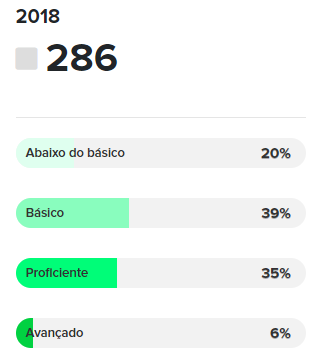 2018
286
Abaixo do básico 20%
Básico 39%
Proficiente 35%
Avançado 6%